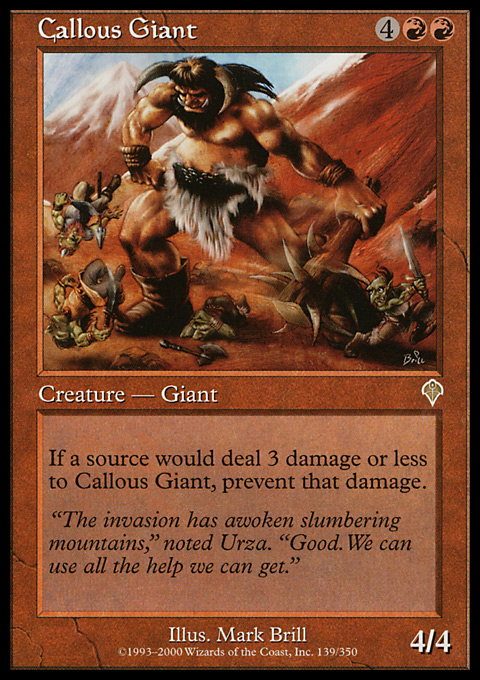 Callous Giant 4
Brill
Creature — Giant
If a source would deal 3 damage or less
to Callous Giant, prevent that damage.
“The invasion has awoken slumbering
mountains,” noted Urza. “Good. We can
use all the help we can get.”
Illus. Mark Brill
©1993–2000 Wizards of the Coast, Inc. 139/350
4/4